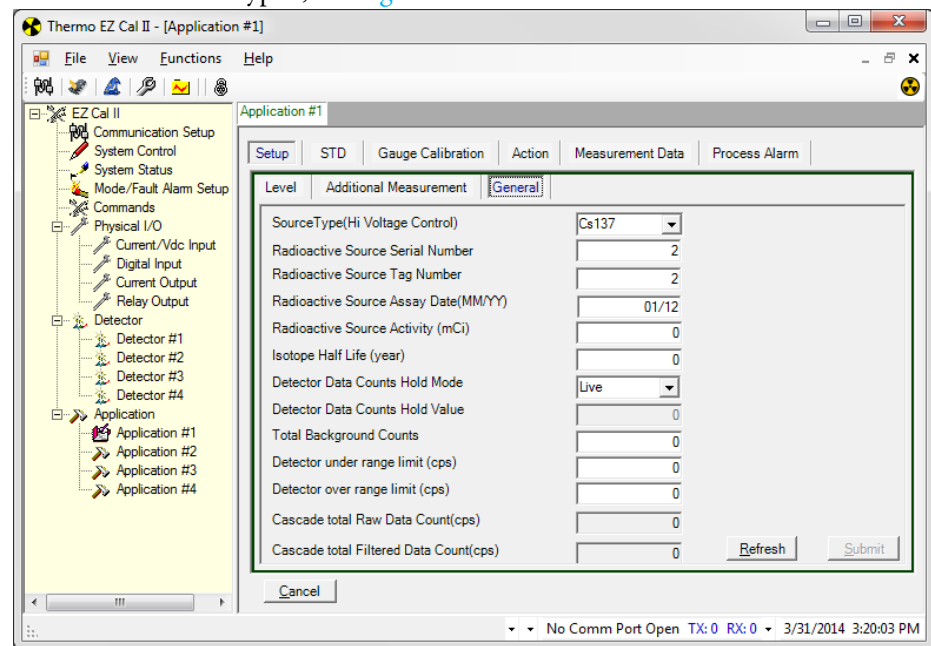 Thermo EZ Cal II - [Application #1]
File View Functions Help
EZ Cal II
Communication Setup
System Control
System Status
Mode/Fault Alarm Setup
Commands
Physical I/O
Current/Vdc Input
Digital Input
Current Output
Relay Output
Detector
Detector #1
Detector #2
Detector #3
Detector #4
Application
Application #1
Application #2
Application #3
Application #4
Application #1
Setup STD Gauge Calibration Action Measurement Data Process Alarm
Level Additional Measurement General
SourceType(Hi Voltage Control) Cs137
Radioactive Source Serial Number 2
Radioactive Source Tag Number 2
Radioactive Source Assay Date(MM/YY) 01/12
Radioactive Source Activity (mCi) 0
Isotope Half Life (year) 0
Detector Data Counts Hold Mode Live
Detector Data Counts Hold Value 0
Total Background Counts 0
Detector under range limit (cps) 0
Detector over range limit (cps) 0
Cascade total Raw Data Count(cps) 0
Cascade total Filtered Data Count(cps) 0
Refresh Submit
Cancel
No Comm Port Open TX: 0 RX: 0 3/31/2014 3:20:03 PM